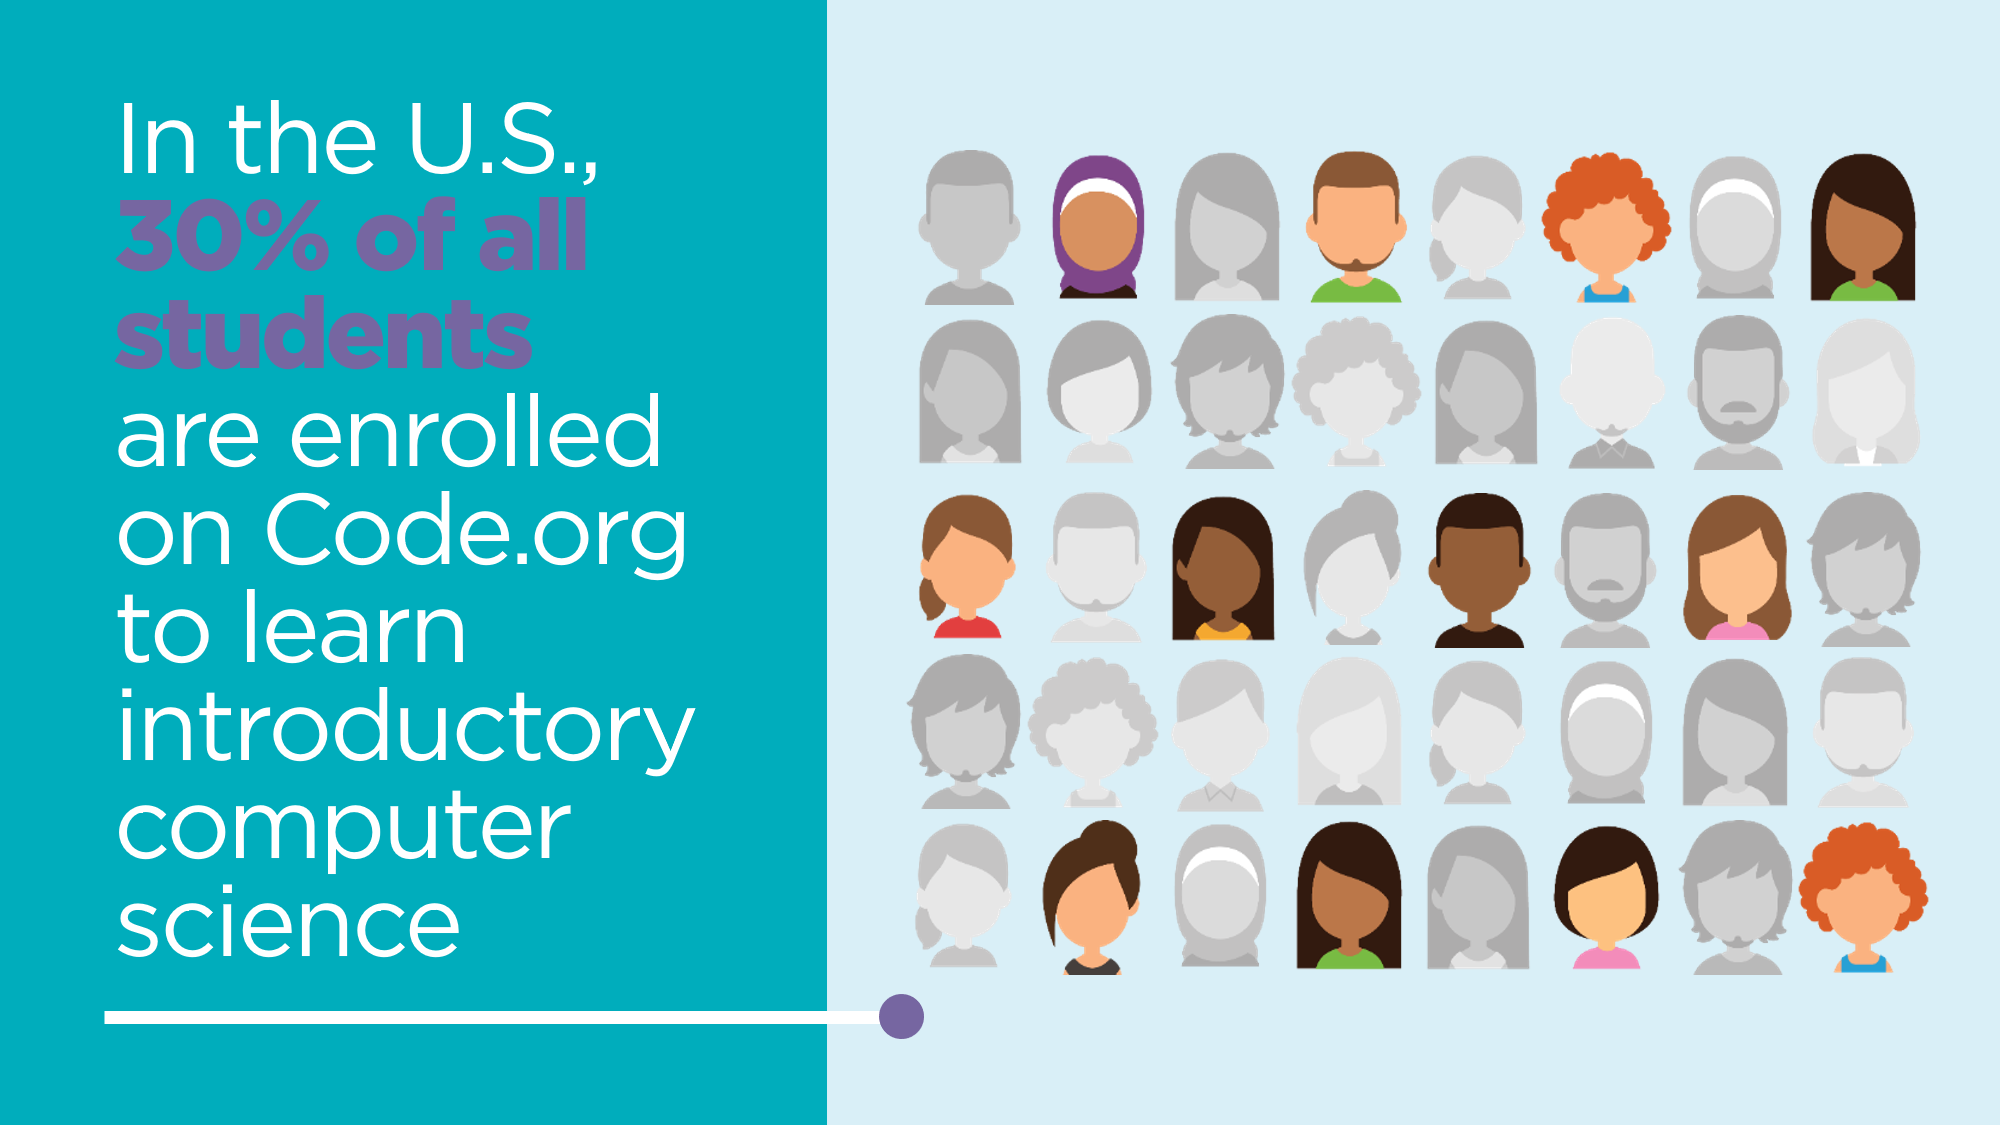 In the U.S.,
30% of all
students
are enrolled
on Code.org
to learn
introductory
computer
science